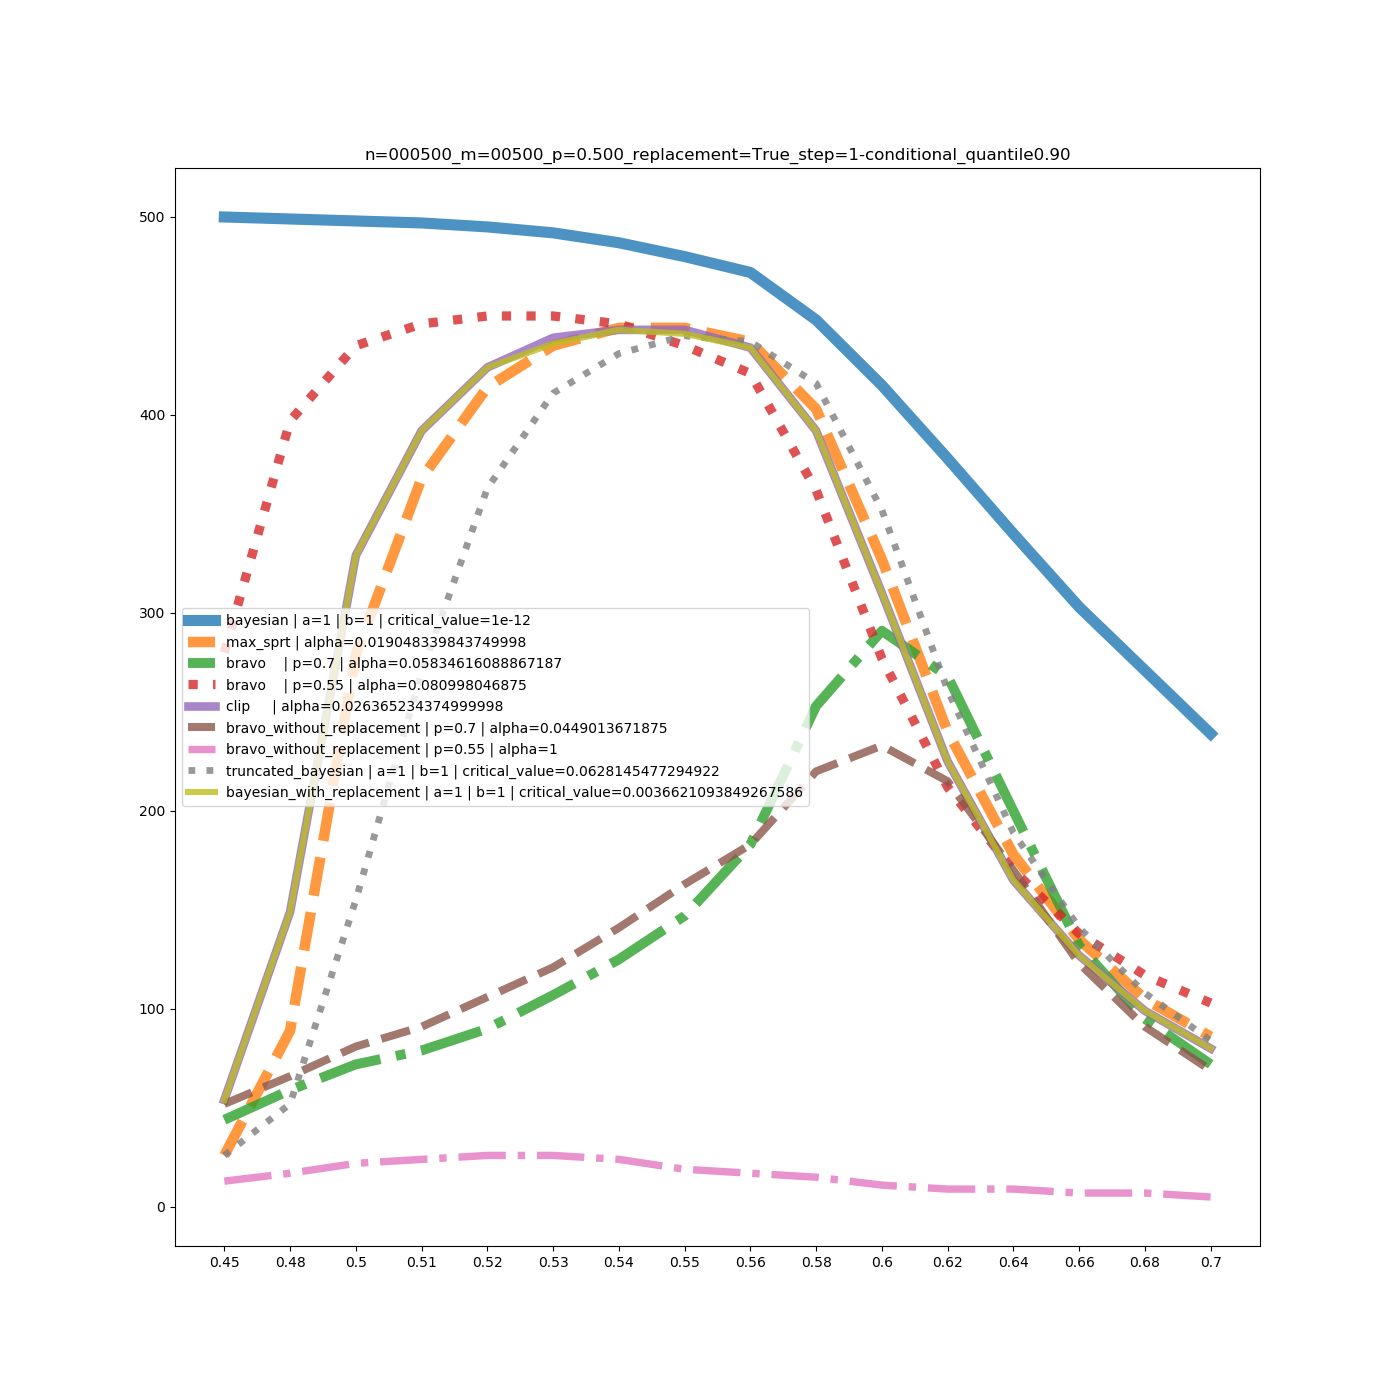 n=000500_m=00500_p=0.500_replacement=True_step=1-conditional_quantile0.90
500
400
300
200
100
0
bayesian | a=1 | b=1 | critical_value=1e-12
max_sprt | alpha=0.019048339843749998
bravo | p=0.7 | alpha=0.05834616088867187
bravo | p=0.55 | alpha=0.080998046875
clip | alpha=0.026365234374999998
bravo_without_replacement | p=0.7 | alpha=0.0449013671875
bravo_without_replacement | p=0.55 | alpha=1
truncated_bayesian | a=1 | b=1 | critical_value=0.0628145477294922
bayesian_with_replacement | a=1 | b=1 | critical_value=0.0036621093849267586
0.45 0.48 0.5 0.51 0.52 0.53 0.54 0.55 0.56 0.58 0.6 0.62 0.64 0.66 0.68 0.7